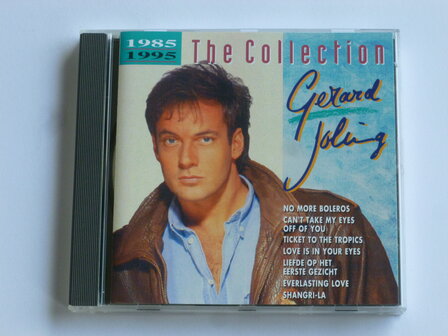 1985
1995
The Collection
Gerard
Joling
NO MORE BOLEROS
CAN'T TAKE MY EYES
OFF OF YOU
TICKET TO THE TROPICS
LOVE IS IN YOUR EYES
LIEFDE OP HET
EERSTE GEZICHT
EVERLASTING LOVE
SHANGRI-LA